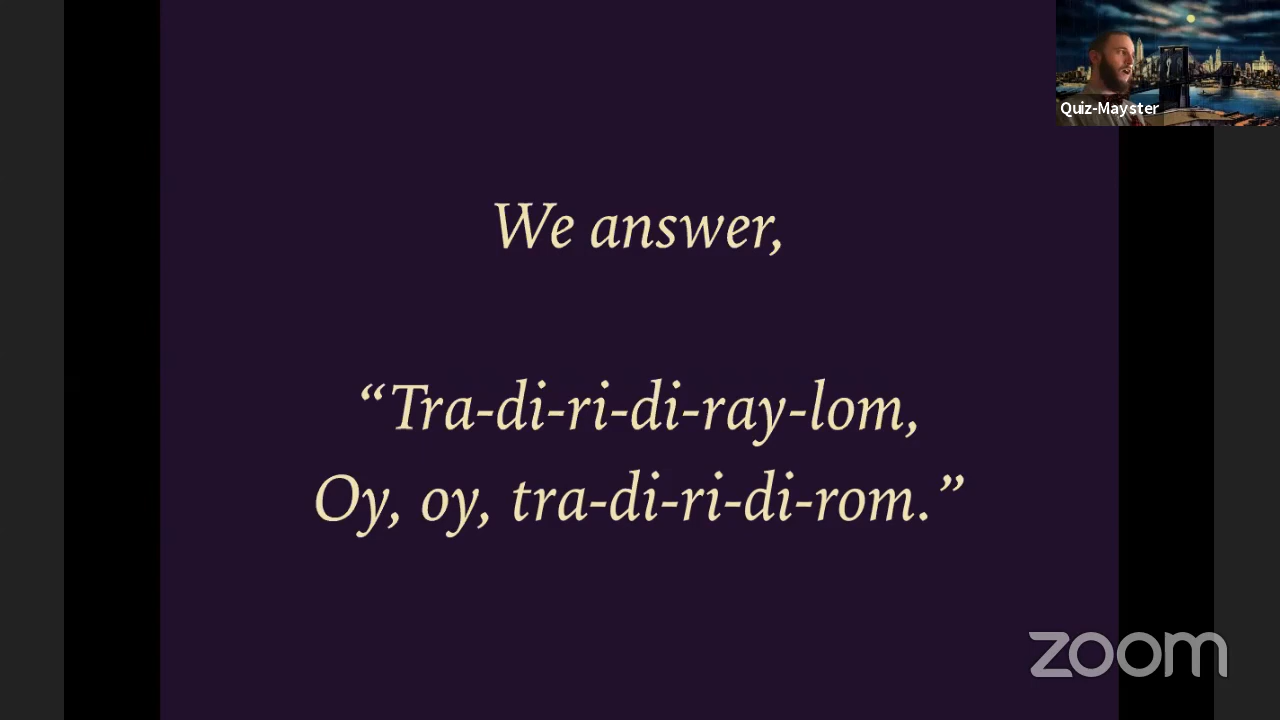 Quiz-Mayster
We answer,
“Tra-di-ri-di-ray-lom,
Oy, oy, tra-di-ri-di-rom.”
zoom